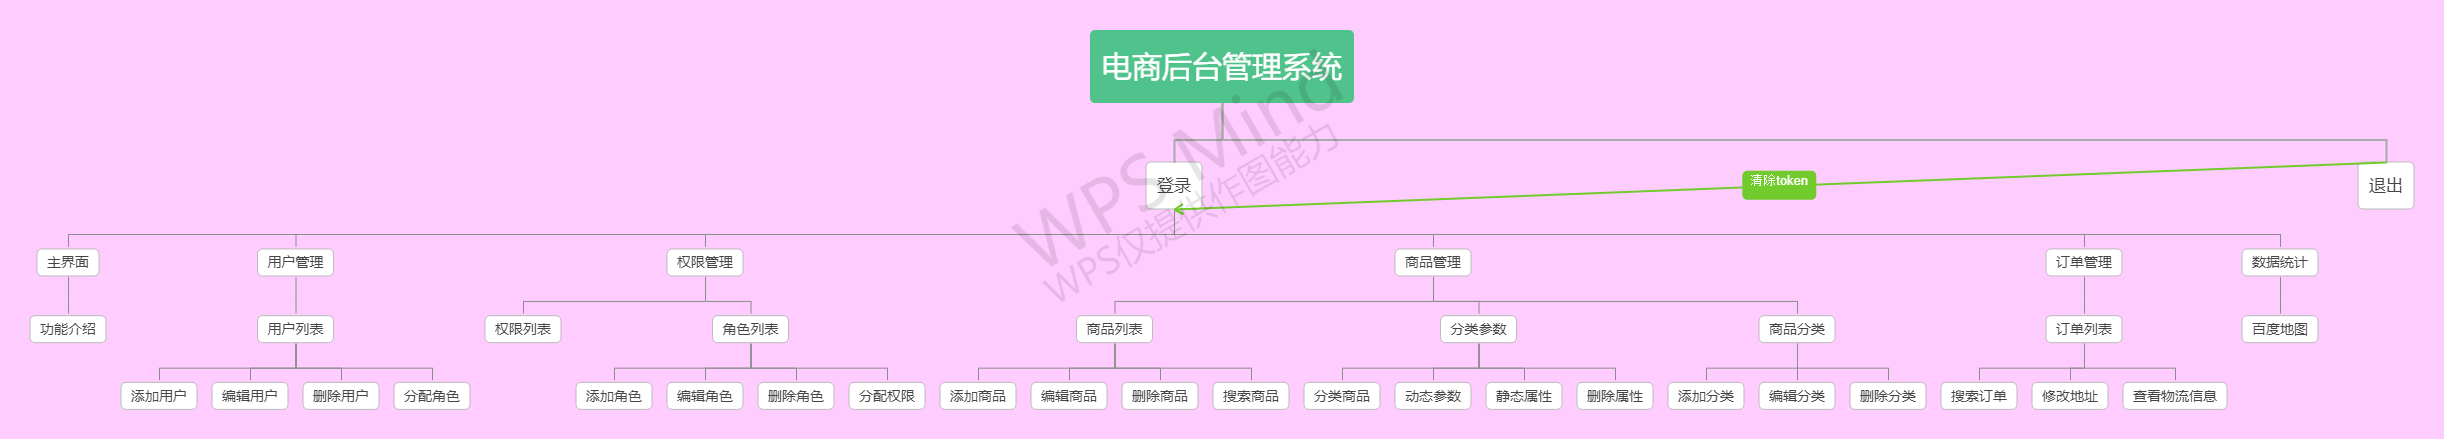 电商后台管理系统
WPS Mind
WPS仅提供作图能力
登录
清除token
退出
主界面
用户管理
权限管理
商品管理
订单管理
数据统计
功能介绍
用户列表
权限列表
角色列表
商品列表
分类参数
商品分类
订单列表
百度地图
添加用户
编辑用户
删除用户
分配角色
添加角色
编辑角色
删除角色
分配权限
添加商品
编辑商品
删除商品
搜索商品
分类商品
动态参数
静态属性
删除属性
添加分类
编辑分类
删除分类
搜索订单
修改地址
查看物流信息